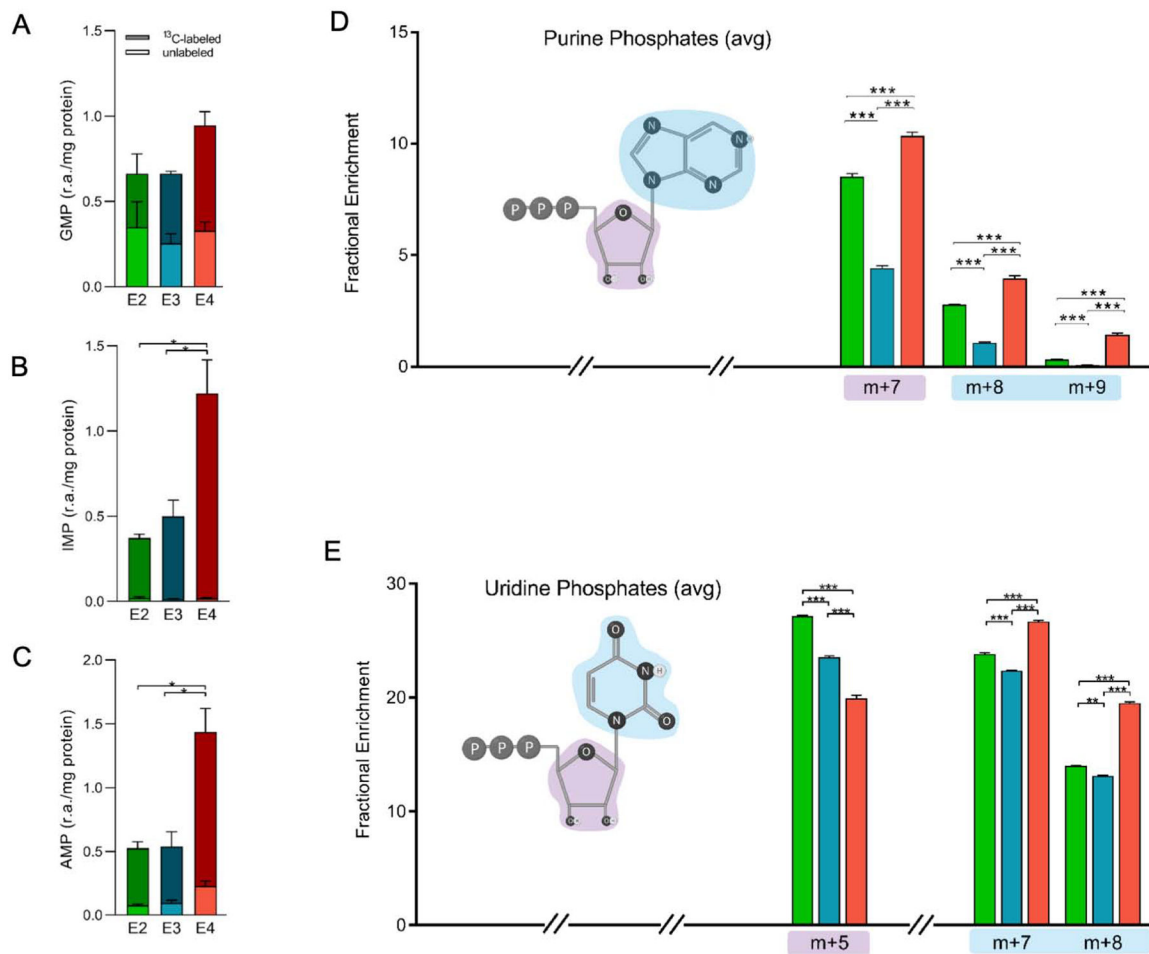 A
GMP (r.a./mg protein)
1.5
1.0
0.5
0.0
¹³C-labeled
unlabeled
E2 E3 E4
B
IMP (r.a./mg protein)
1.5
1.0
0.5
0.0
* *
E2 E3 E4
C
AMP (r.a./mg protein)
2.0
1.5
1.0
0.5
0.0
* *
E2 E3 E4
D
Purine Phosphates (avg)
Fractional Enrichment
15
10
5
0
N N H
N N
P P P O
*** *** ***
*** *** ***
*** *** ***
m+7 m+8 m+9
E
Uridine Phosphates (avg)
Fractional Enrichment
30
20
10
0
O
N H
N O
P P P O
*** *** ***
*** *** ***
*** ** ***
m+5 m+7 m+8